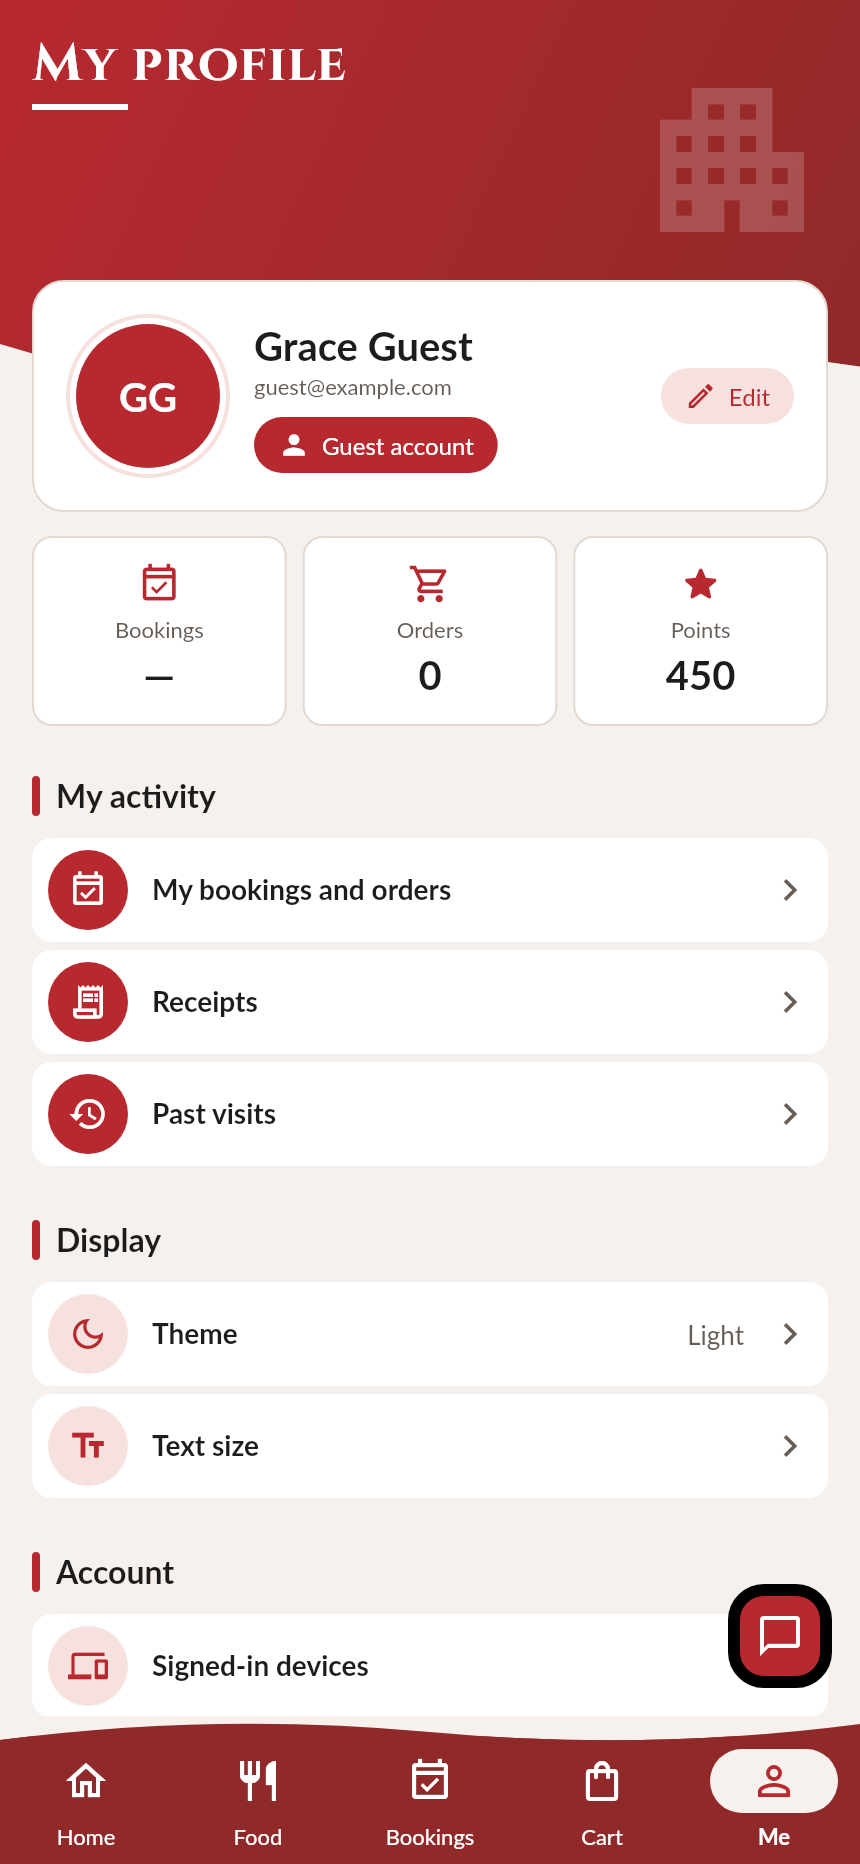 My profile
GG
Grace Guest
guest@example.com
Guest account
Edit
Bookings
—
Orders
0
Points
450
My activity
My bookings and orders
Receipts
Past visits
Display
Theme
Light
Text size
Account
Signed-in devices
Home
Food
Bookings
Cart
Me